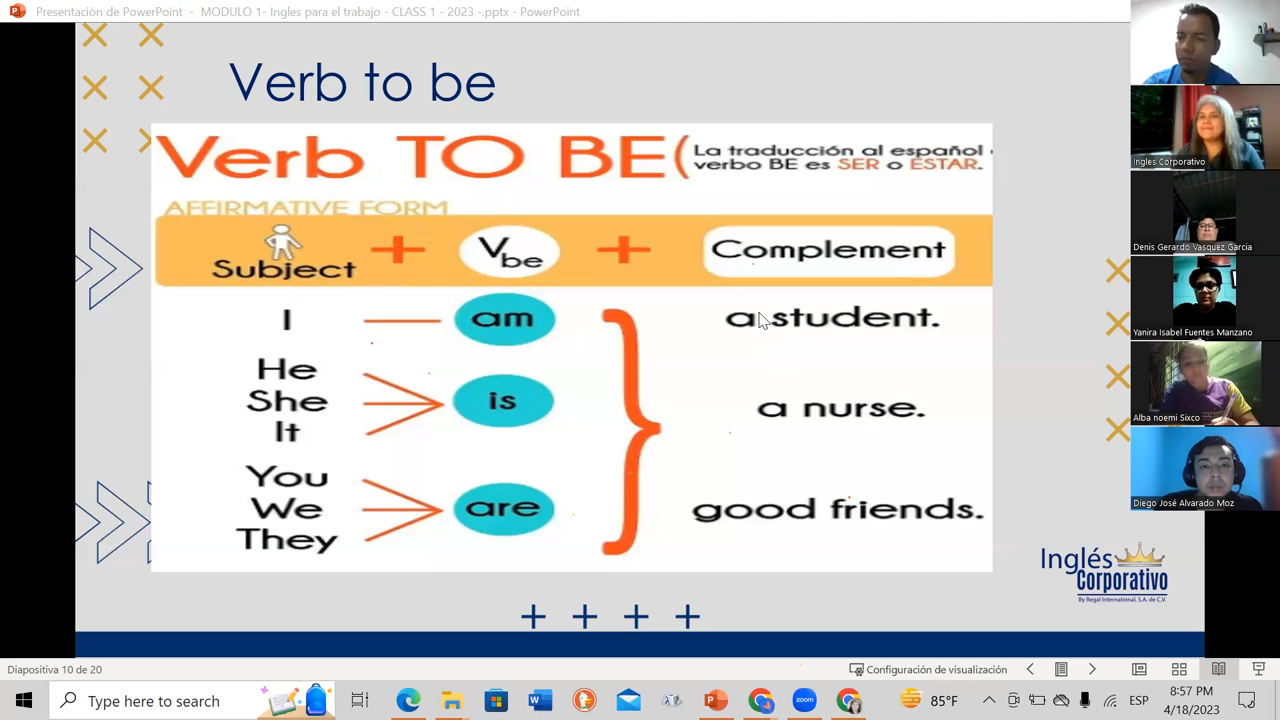 Presentación de PowerPoint - MODULO 1- Ingles para el trabajo - CLASS 1 - 2023 -.pptx - PowerPoint
Verb to be
Verb TO BE (
La traducción al español
verbo BE es SER o ESTAR.
AFFIRMATIVE FORM
Subject + Vbe + Complement
I am a student.
He
She is a nurse.
It
You
We are good friends.
They
Inglés
Corporativo
By Regal International, S.A. de C.V.
Ingles Corporativo
Denis Gerardo Vasquez Garcia
Yanira Isabel Fuentes Manzano
Alba noemi Sixco
Diego José Alvarado Moz
Diapositiva 10 de 20
Configuración de visualización
Type here to search
85°F
ESP
8:57 PM
4/18/2023